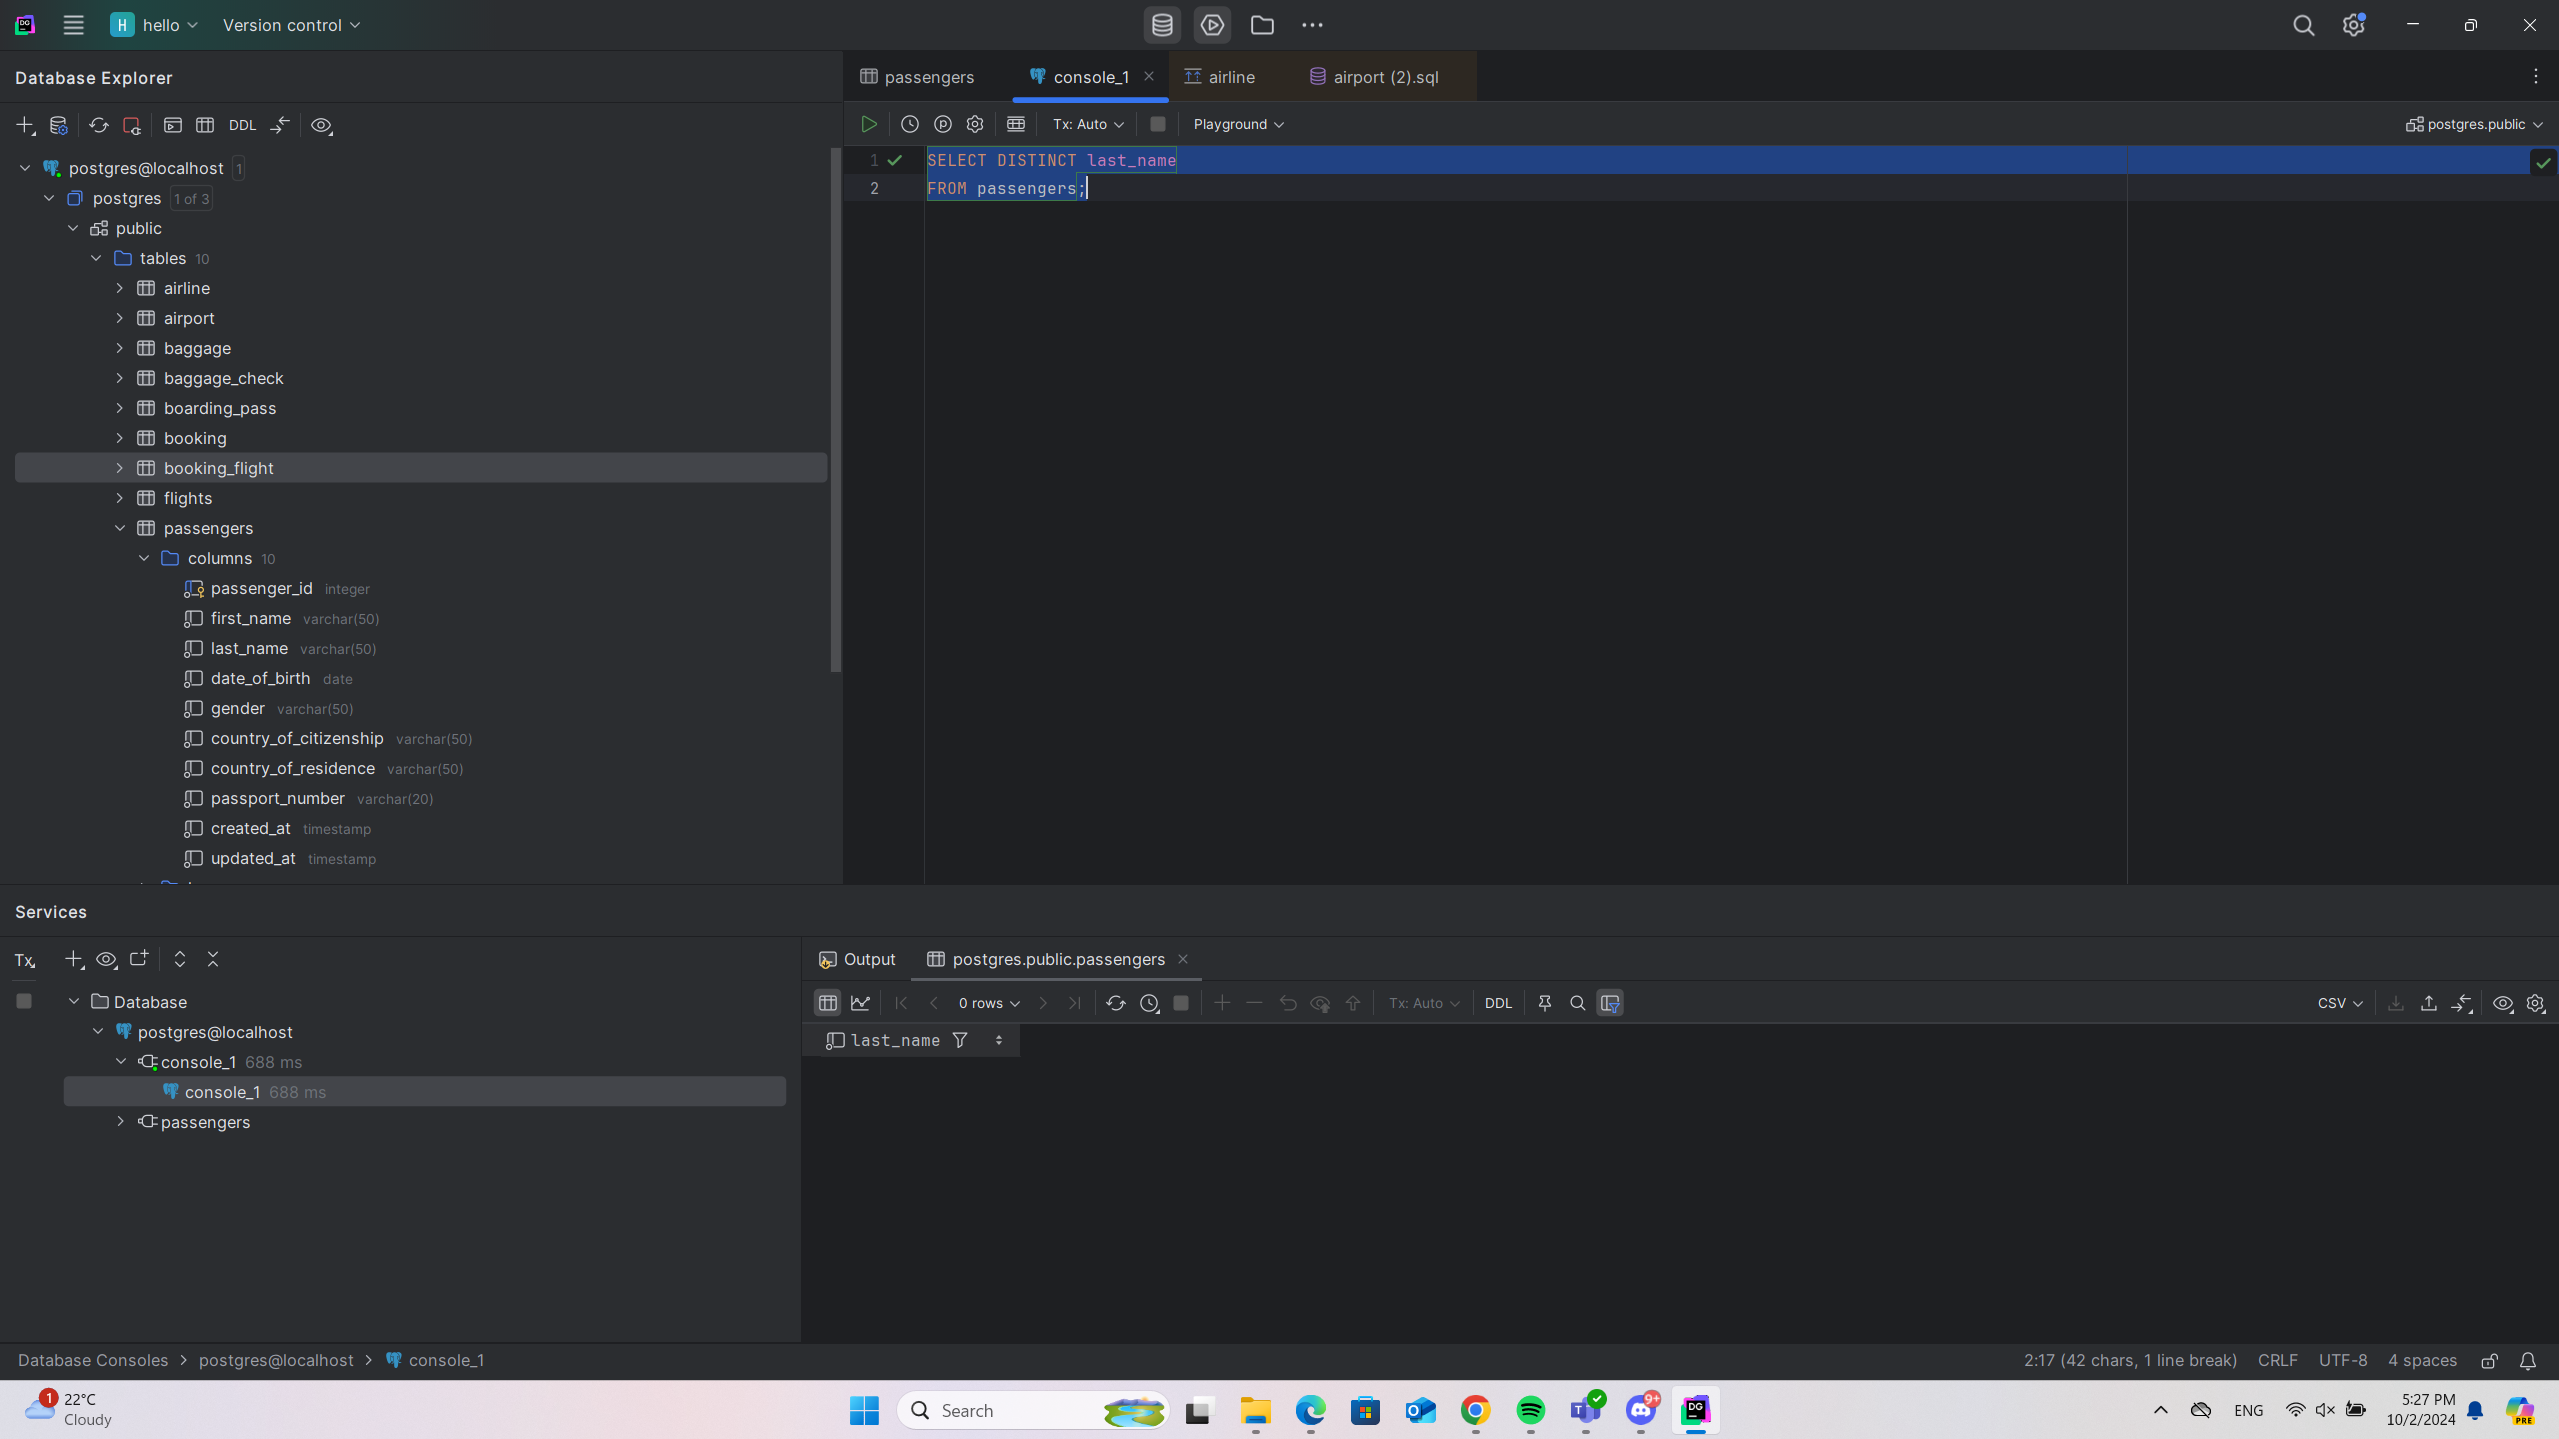 DG H hello Version control
Database Explorer
DDL
postgres@localhost 1
postgres 1 of 3
public
tables 10
airline
airport
baggage
baggage_check
boarding_pass
booking
booking_flight
flights
passengers
columns 10
passenger_id integer
first_name varchar(50)
last_name varchar(50)
date_of_birth date
gender varchar(50)
country_of_citizenship varchar(50)
country_of_residence varchar(50)
passport_number varchar(20)
created_at timestamp
updated_at timestamp
passengers console_1 airline airport (2).sql
Tx: Auto Playground postgres.public
1 SELECT DISTINCT last_name
2 FROM passengers;
Services
Tx
Database
postgres@localhost
console_1 688 ms
console_1 688 ms
passengers
Output postgres.public.passengers
0 rows Tx: Auto DDL CSV
last_name
Database Consoles postgres@localhost console_1
2:17 (42 chars, 1 line break) CRLF UTF-8 4 spaces
1 22°C
Cloudy
Search
9+
DG
ENG
5:27 PM
10/2/2024
PRE